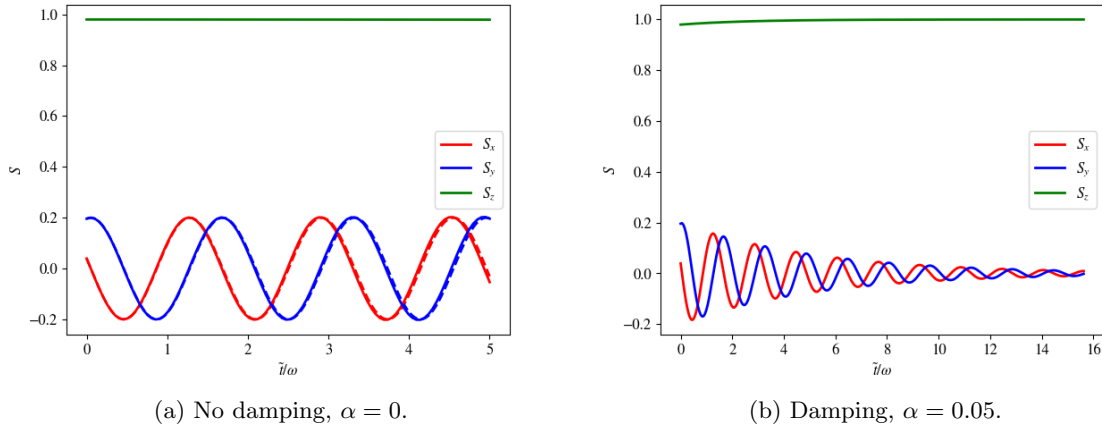 1.0
0.8
0.6
0.4
0.2
0.0
−0.2
S
0 1 2 3 4 5
t̃/ω
S_x
S_y
S_z
(a) No damping, α = 0.
1.0
0.8
0.6
0.4
0.2
0.0
−0.2
S
0 2 4 6 8 10 12 14 16
t̃/ω
S_x
S_y
S_z
(b) Damping, α = 0.05.